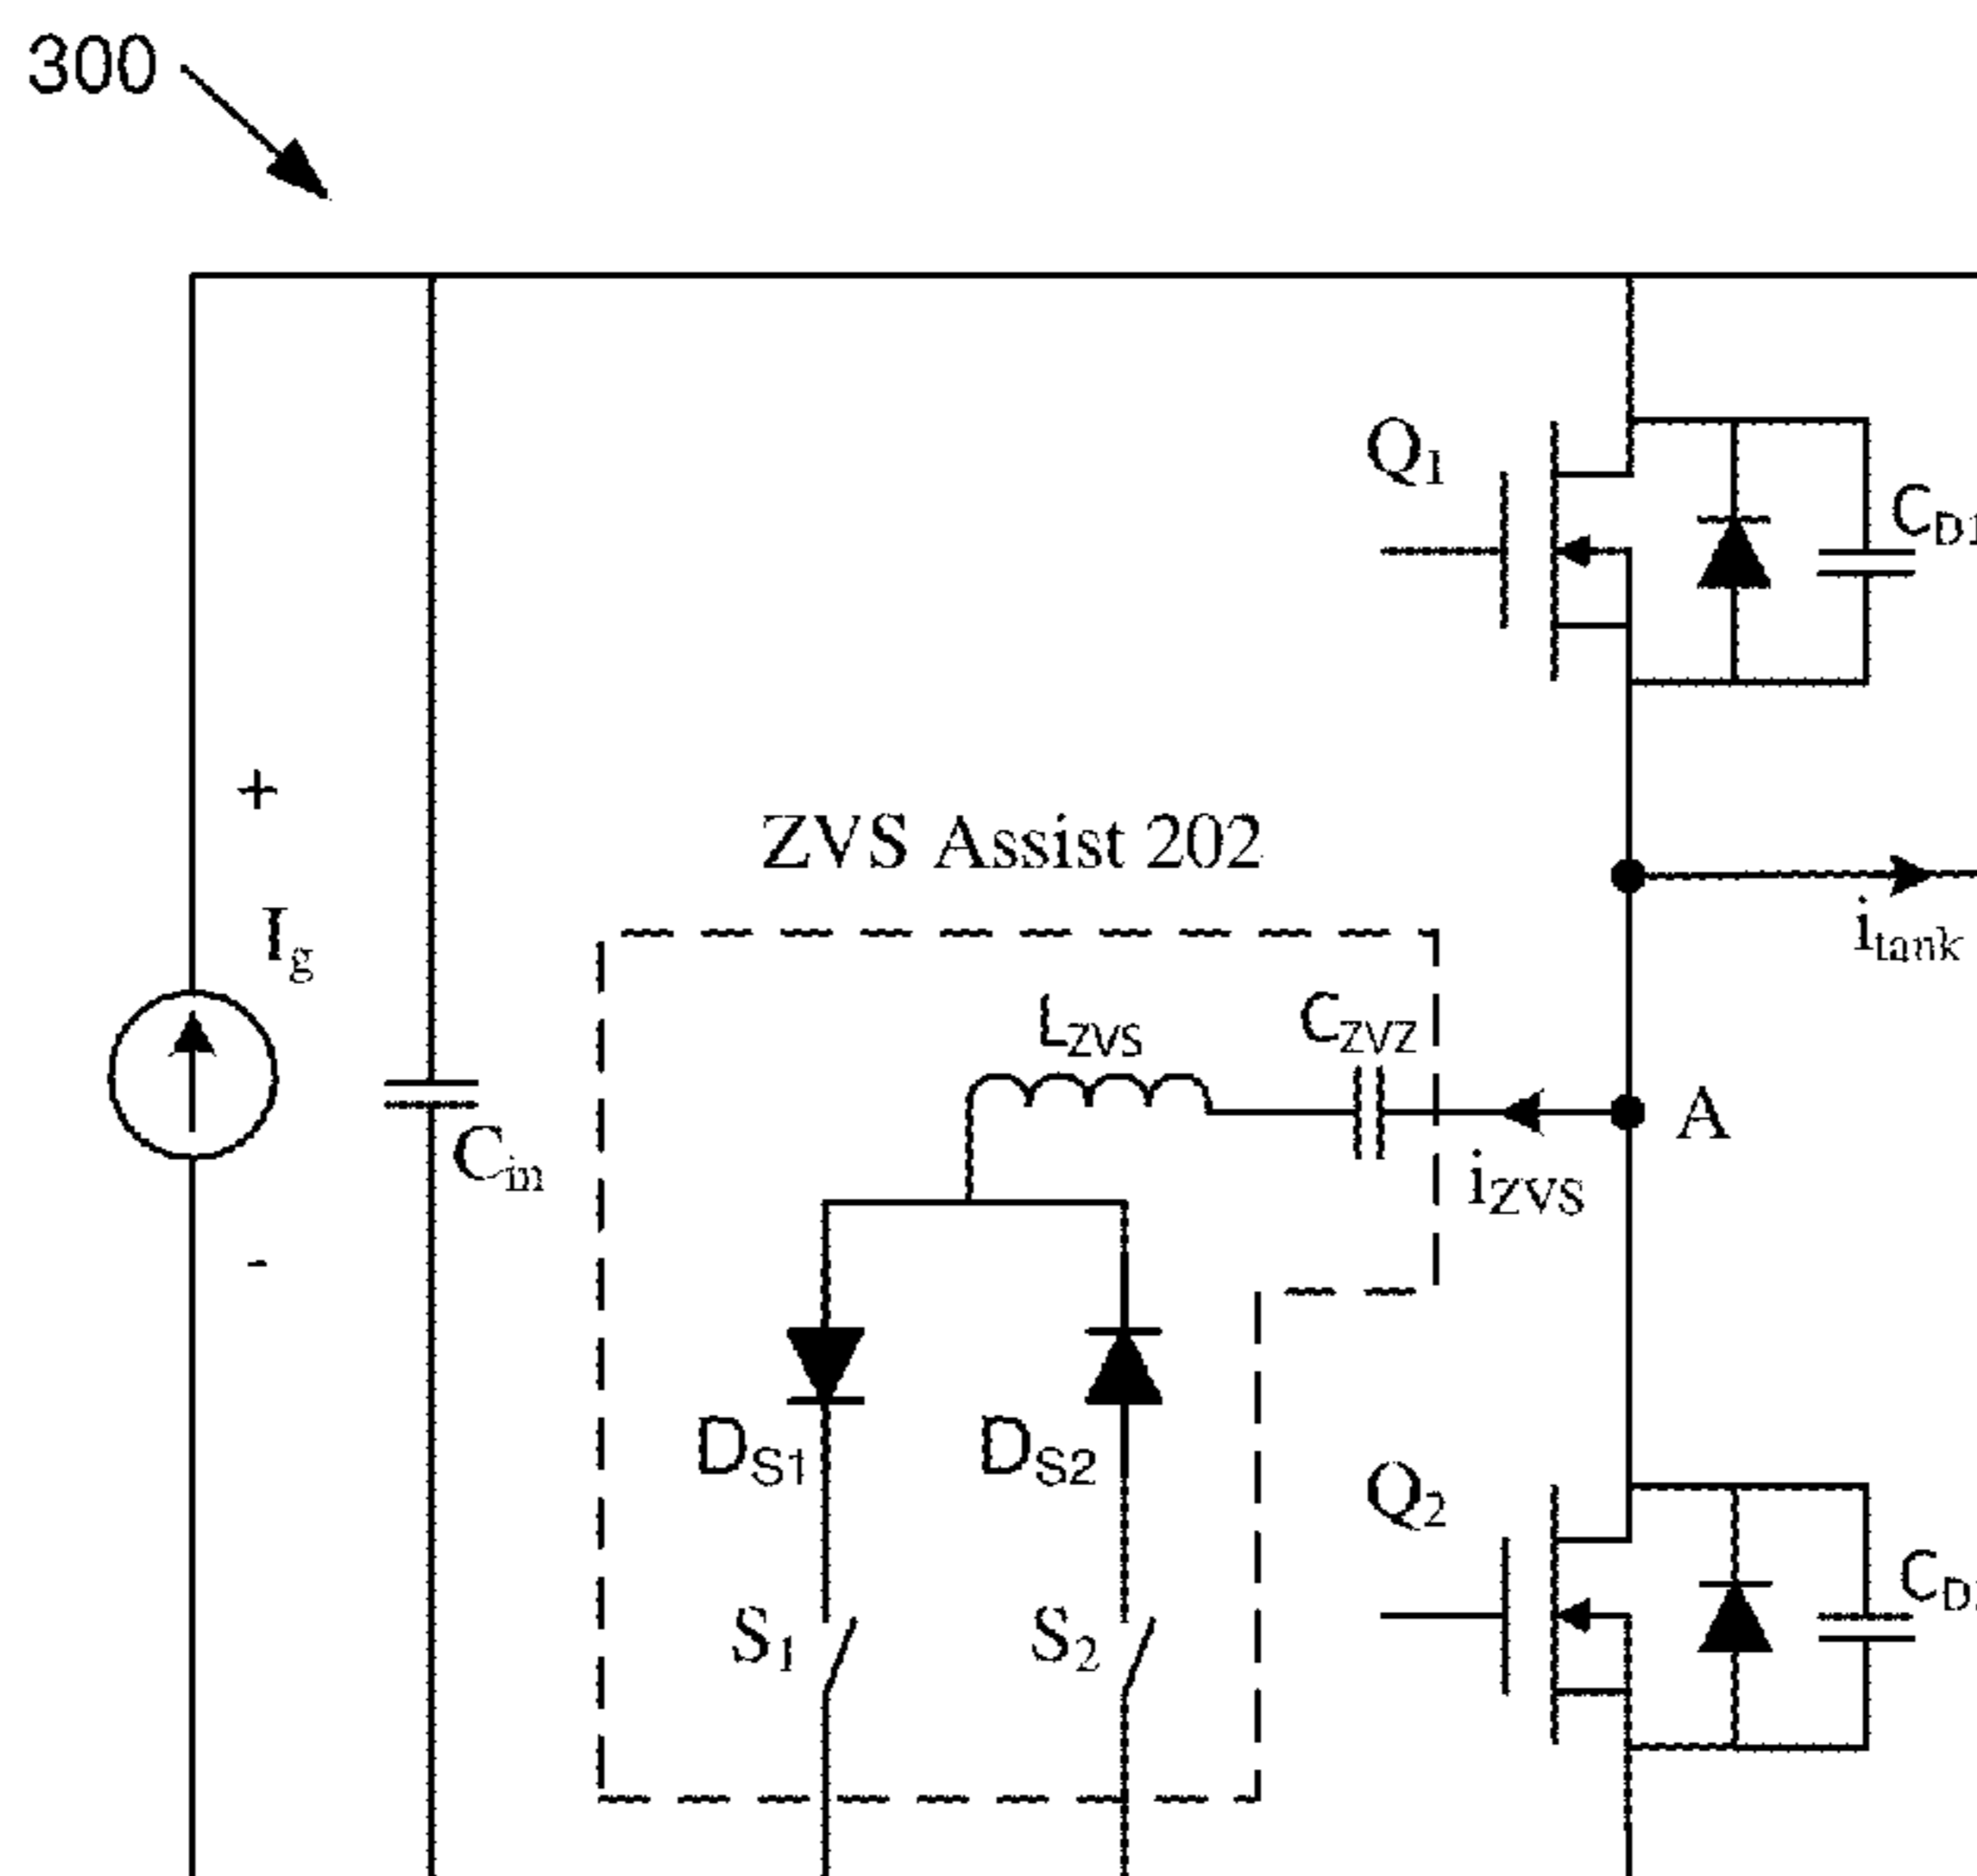 300
Q1
CD1
+
ZVS Assist 202
Ig
itank
LZVS
CZVZ
A
Cin
iZVS
-
DS1
DS2
Q2
S1
S2